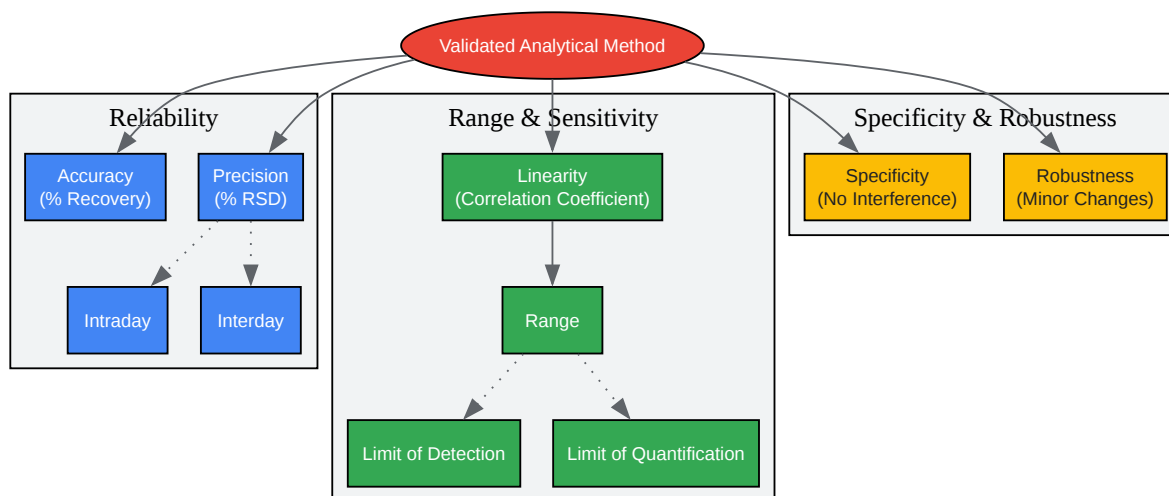 Validated Analytical Method
Reliability
Range & Sensitivity
Specificity & Robustness
Accuracy
(% Recovery)
Precision
(% RSD)
Linearity
(Correlation Coefficient)
Specificity
(No Interference)
Robustness
(Minor Changes)
Intraday
Interday
Range
Limit of Detection
Limit of Quantification